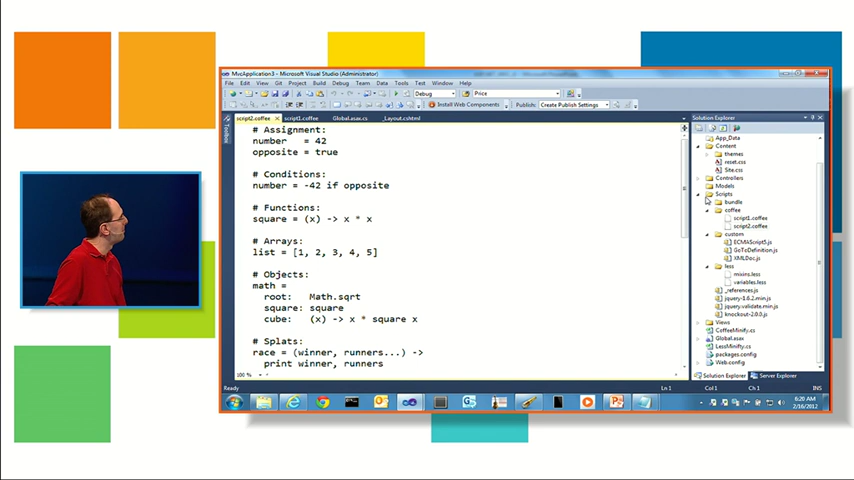 MvcApplication3 - Microsoft Visual Studio (Administrator)
File Edit View Git Project Build Debug Team Data Tools Test Window Help
Debug
Price
Install Web Components
Publish: Create Publish Settings
script2.coffee script1.coffee Global.asax.cs _Layout.cshtml
Toolbox
# Assignment:
number   = 42
opposite = true
# Conditions:
number = -42 if opposite
# Functions:
square = (x) -> x * x
# Arrays:
list = [1, 2, 3, 4, 5]
# Objects:
math =
root:   Math.sqrt
square: square
cube:   (x) -> x * square x
# Splats:
race = (winner, runners...) ->
print winner, runners
100 %
Solution Explorer
App_Data
Content
themes
reset.css
Site.css
Controllers
Models
Scripts
bundle
coffee
script1.coffee
script2.coffee
custom
ECMAScript5.js
GoToDefinition.js
XMLDoc.js
less
mixins.less
variables.less
_references.js
jquery-1.6.2.min.js
jquery.validate.min.js
knockout-2.0.0.js
Views
CoffeeMinify.cs
Global.asax
LessMinify.cs
packages.config
Web.config
Solution Explorer Server Explorer
Ready
Ln 1 Col 1 Ch 1 INS
6:20 AM
2/16/2012